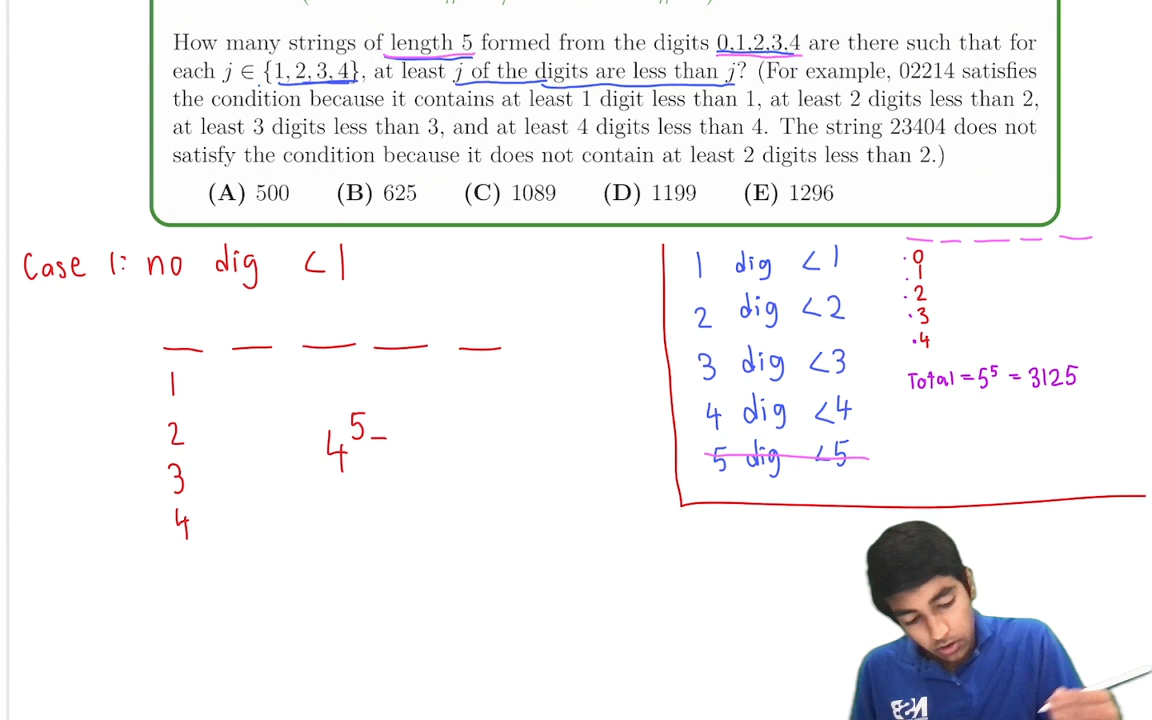 How many strings of length 5 formed from the digits 0,1,2,3,4 are there such that for
each j ∈ {1, 2, 3, 4}, at least j of the digits are less than j? (For example, 02214 satisfies
the condition because it contains at least 1 digit less than 1, at least 2 digits less than 2,
at least 3 digits less than 3, and at least 4 digits less than 4. The string 23404 does not
satisfy the condition because it does not contain at least 2 digits less than 2.)
(A) 500 (B) 625 (C) 1089 (D) 1199 (E) 1296
Case 1: no dig <1
1
2
3
4
4^5 -
1 dig <1
2 dig <2
3 dig <3
4 dig <4
5 dig <5
.0
.1
.2
.3
.4
Total = 5^5 = 3125